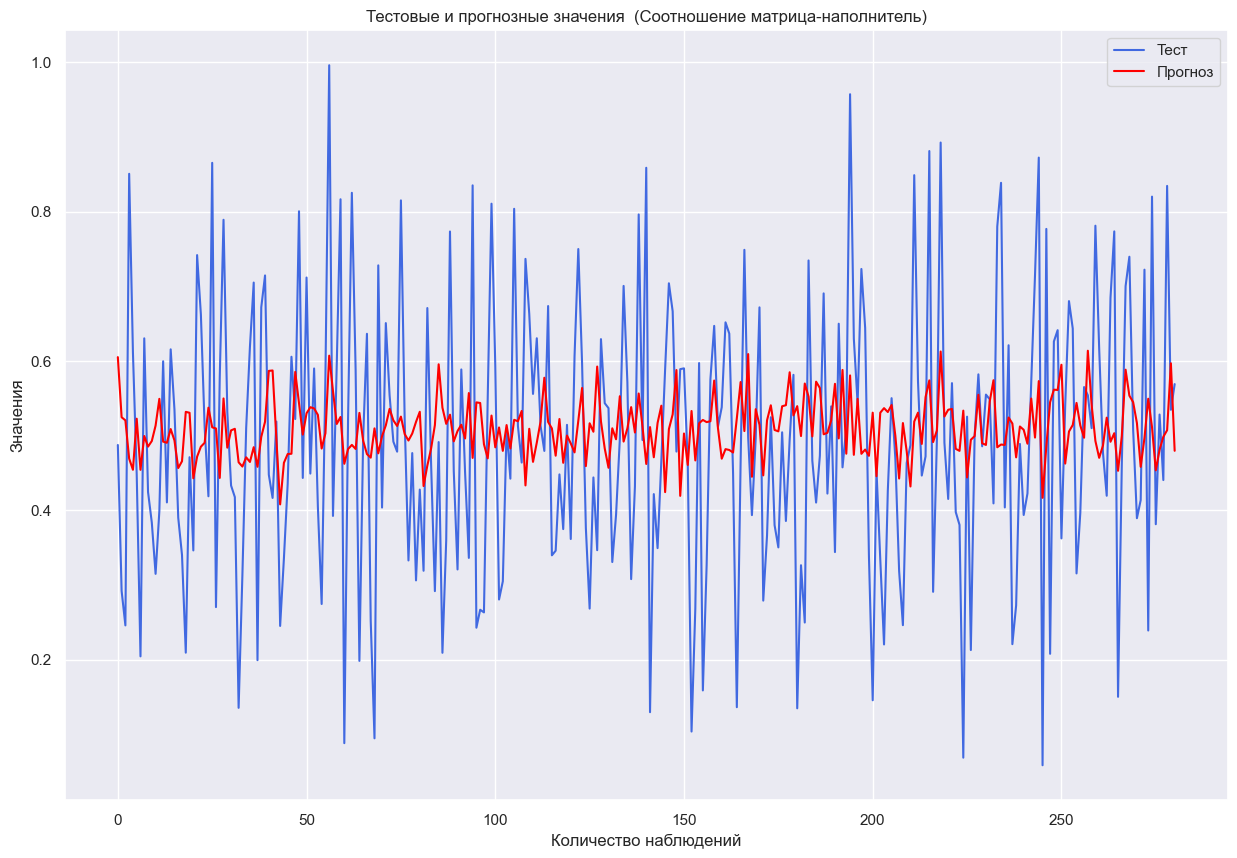 Тестовые и прогнозные значения (Соотношение матрица-наполнитель)
Тест
Прогноз
1.0
0.8
0.6
0.4
0.2
Значения
0
50
100
150
200
250
Количество наблюдений